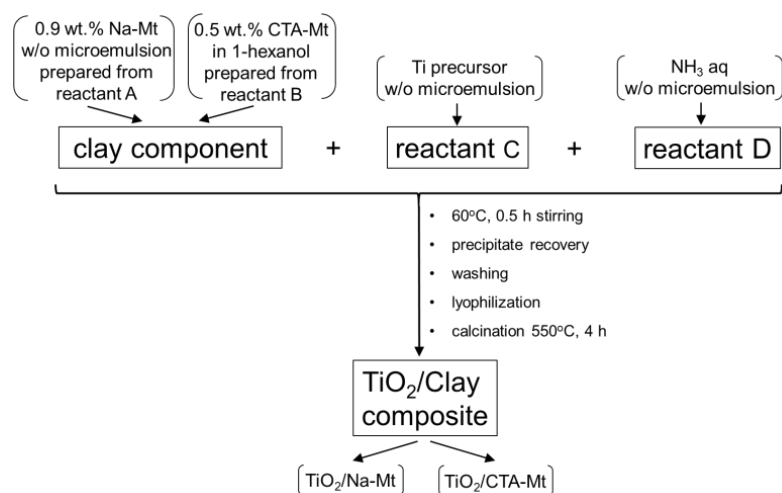 0.9 wt.% Na-Mt
w/o microemulsion
prepared from
reactant A
0.5 wt.% CTA-Mt
in 1-hexanol
prepared from
reactant B
Ti precursor
w/o microemulsion
NH₃ aq
w/o microemulsion
clay component + reactant C + reactant D
• 60°C, 0.5 h stirring
• precipitate recovery
• washing
• lyophilization
• calcination 550°C, 4 h
TiO₂/Clay
composite
TiO₂/Na-Mt
TiO₂/CTA-Mt